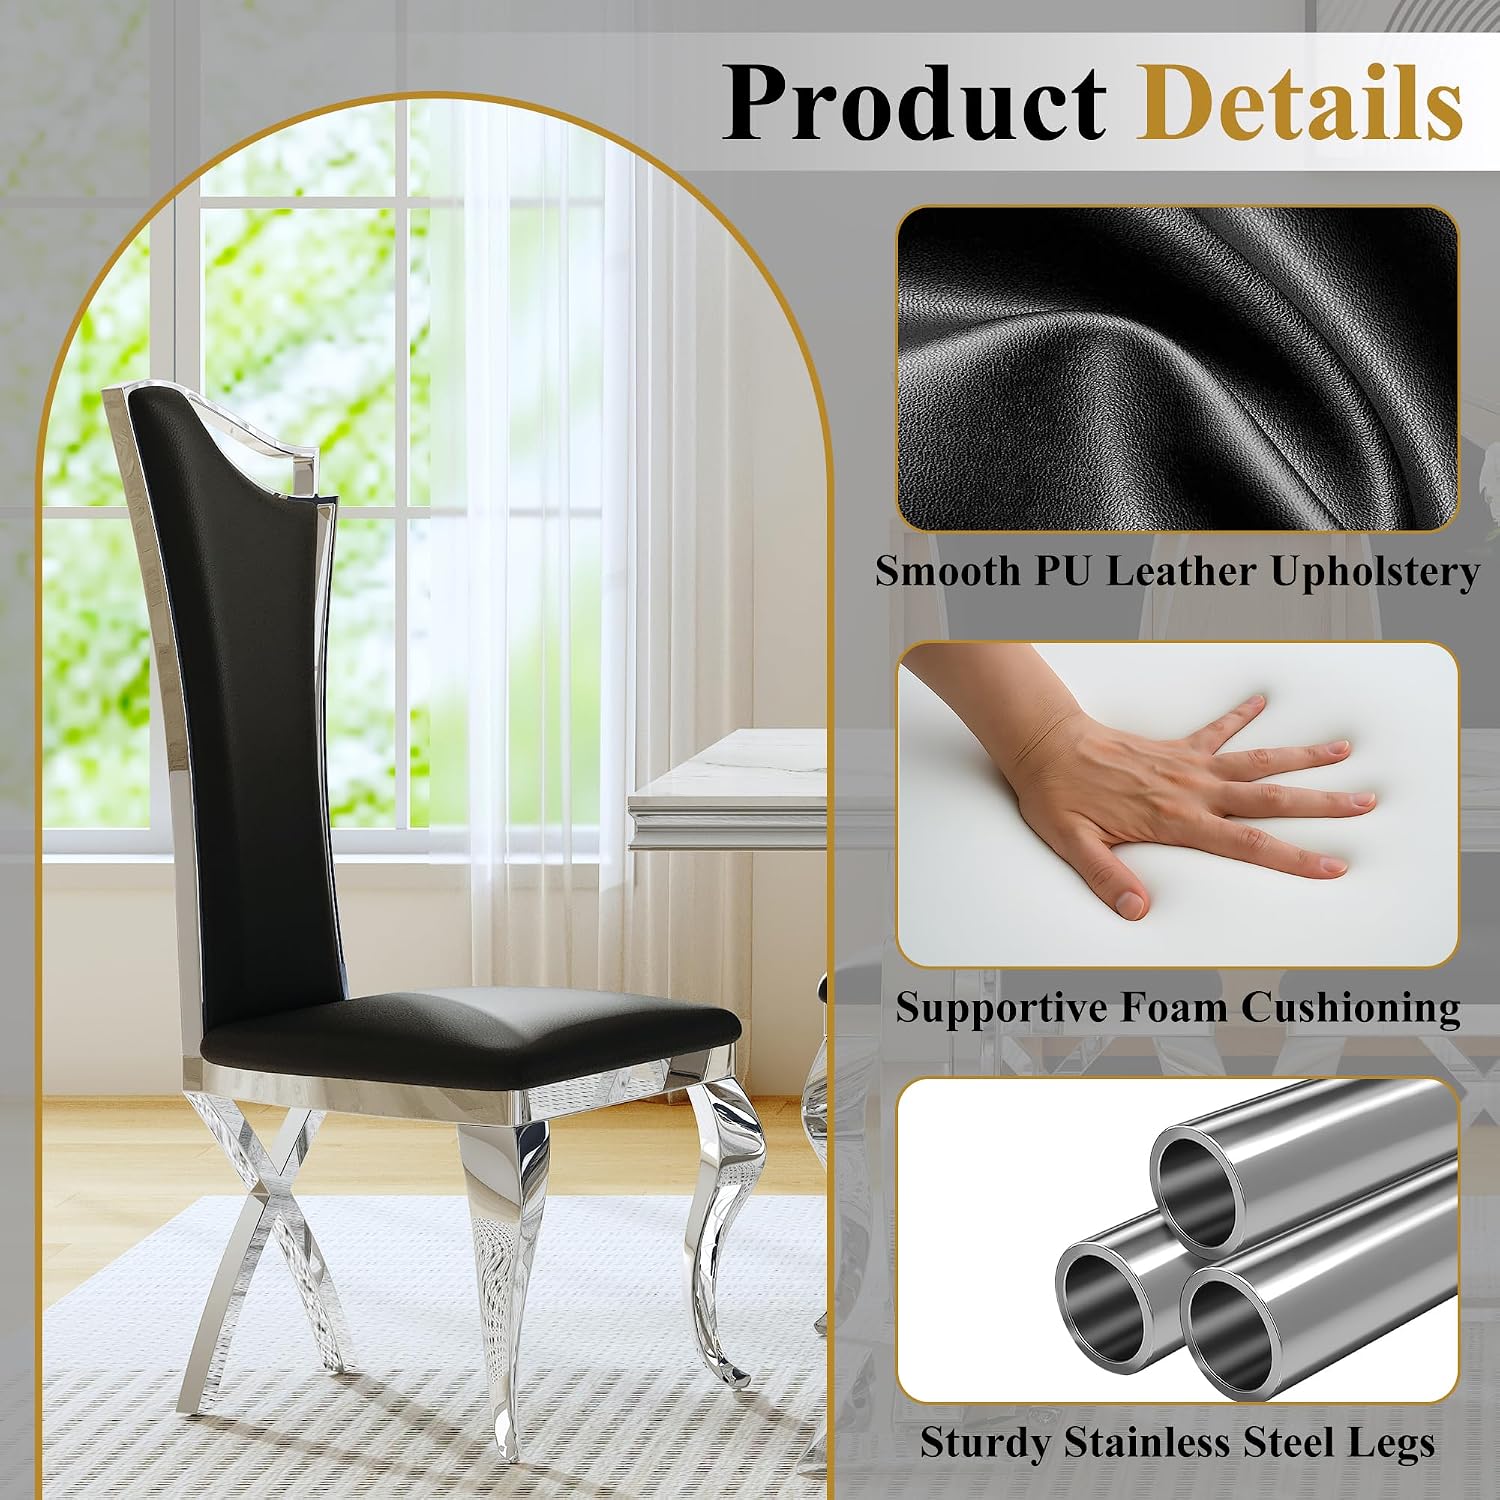 Product Details
Smooth PU Leather Upholstery
Supportive Foam Cushioning
Sturdy Stainless Steel Legs